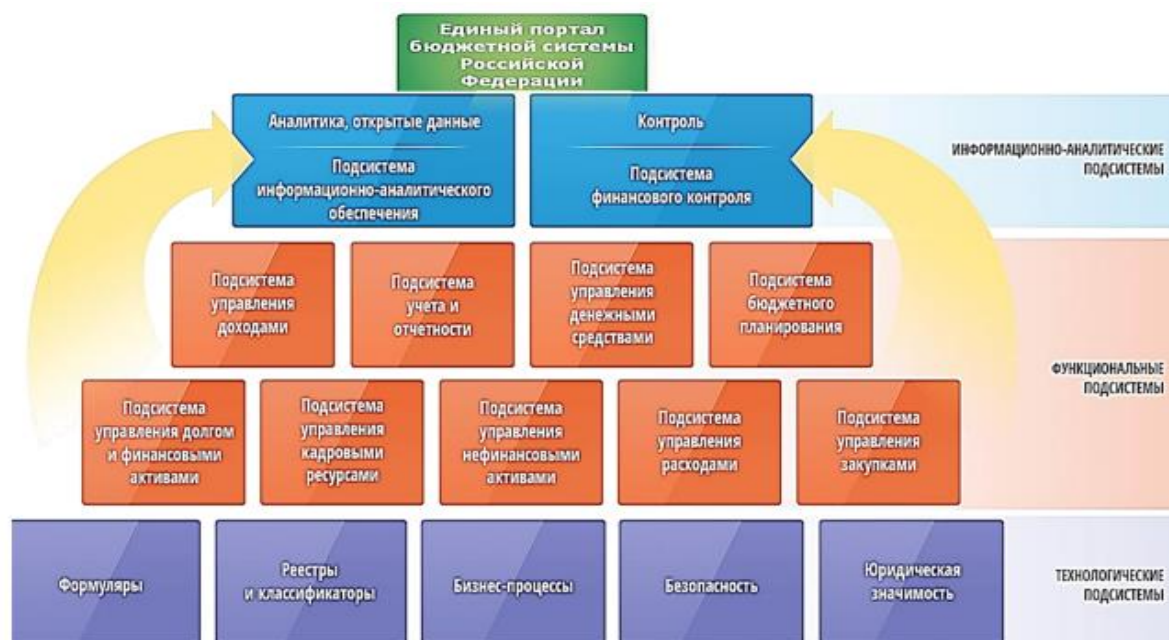 Единый портал
бюджетной системы
Российской
Федерации
Аналитика, открытые данные
Подсистема
информационно-аналитического
обеспечения
Контроль
Подсистема
финансового контроля
ИНФОРМАЦИОННО-АНАЛИТИЧЕСКИЕ
ПОДСИСТЕМЫ
Подсистема
управления
доходами
Подсистема
учета и
отчетности
Подсистема
управления
денежными
средствами
Подсистема
бюджетного
планирования
ФУНКЦИОНАЛЬНЫЕ
ПОДСИСТЕМЫ
Подсистема
управления долгом
и финансовыми
активами
Подсистема
управления
кадровыми
ресурсами
Подсистема
управления
нефинансовыми
активами
Подсистема
управления
расходами
Подсистема
управления
закупками
Формуляры
Реестры
и классификаторы
Бизнес-процессы
Безопасность
Юридическая
значимость
ТЕХНОЛОГИЧЕСКИЕ
ПОДСИСТЕМЫ